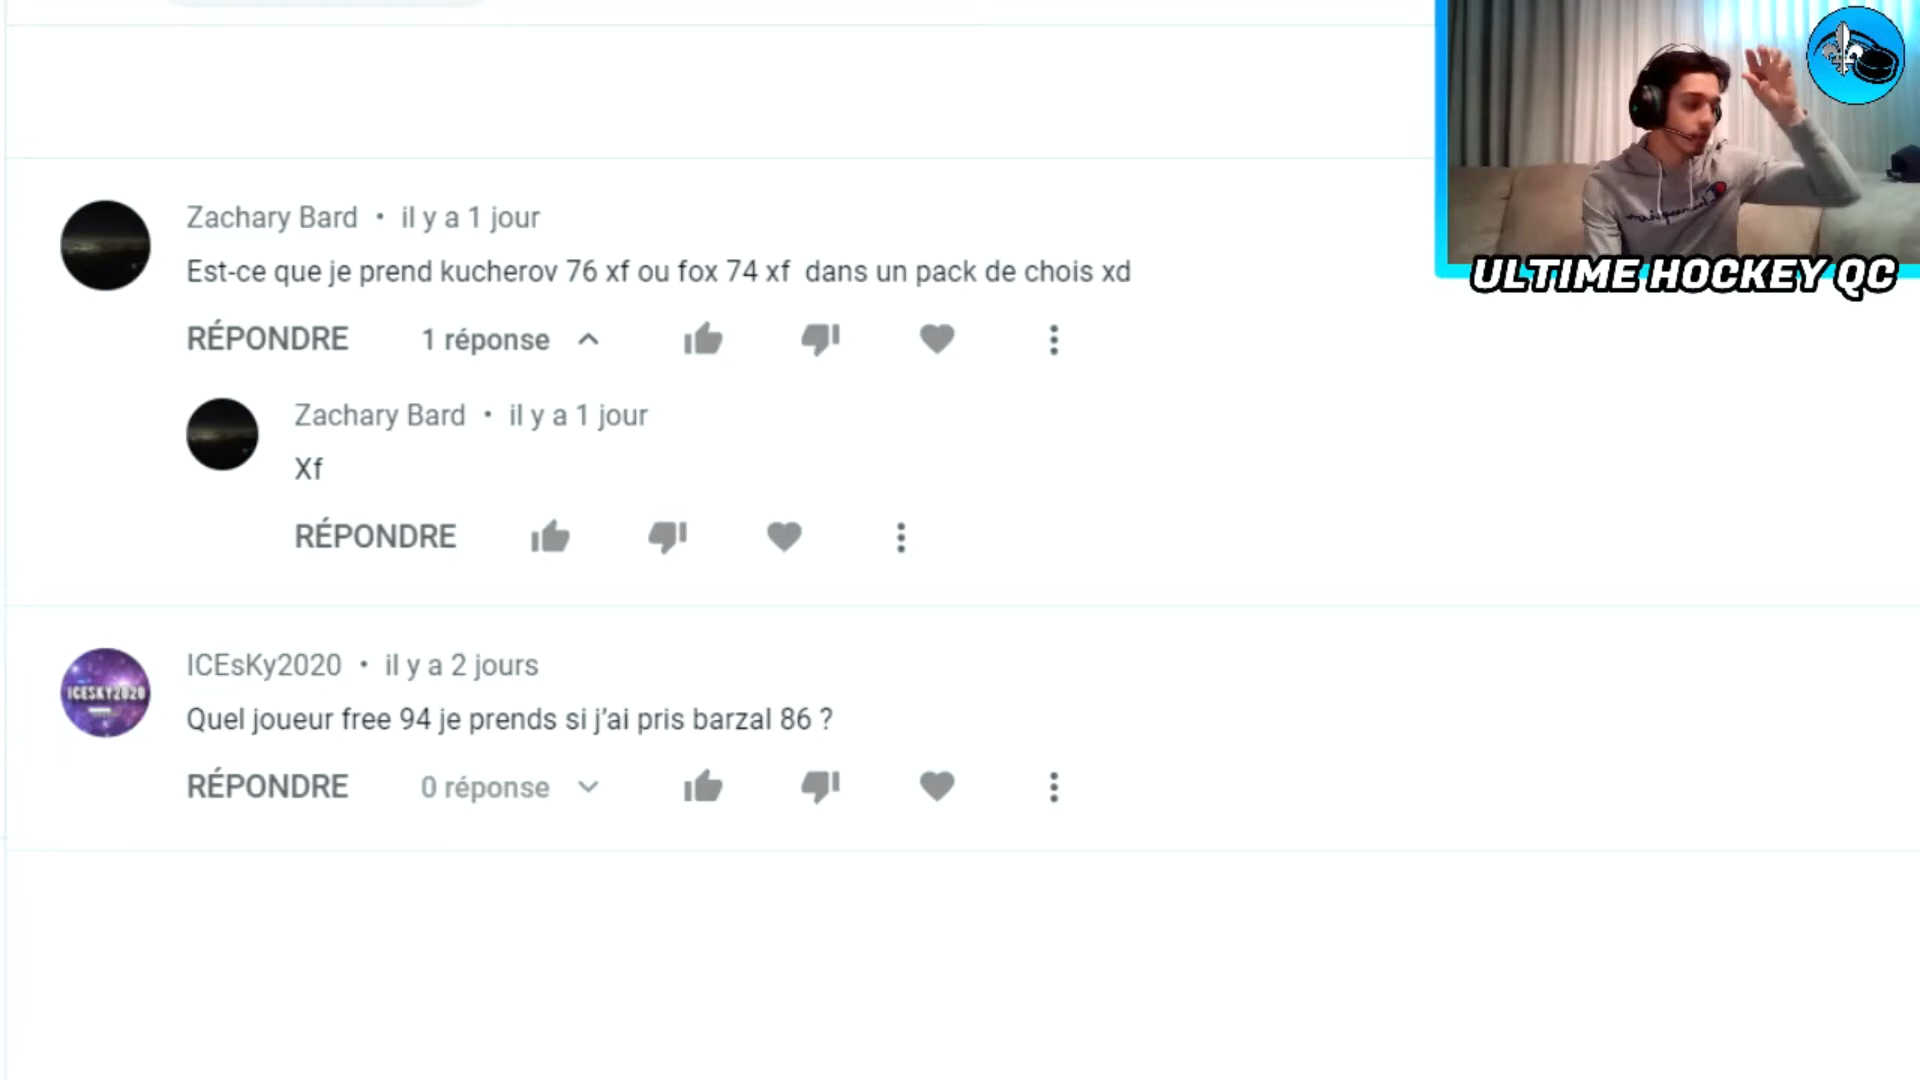 ULTIME HOCKEY QC
Zachary Bard • il y a 1 jour
Est-ce que je prend kucherov 76 xf ou fox 74 xf dans un pack de chois xd
RÉPONDRE 1 réponse
Zachary Bard • il y a 1 jour
Xf
RÉPONDRE
ICESKY2020
ICEsKy2020 • il y a 2 jours
Quel joueur free 94 je prends si j'ai pris barzal 86 ?
RÉPONDRE 0 réponse